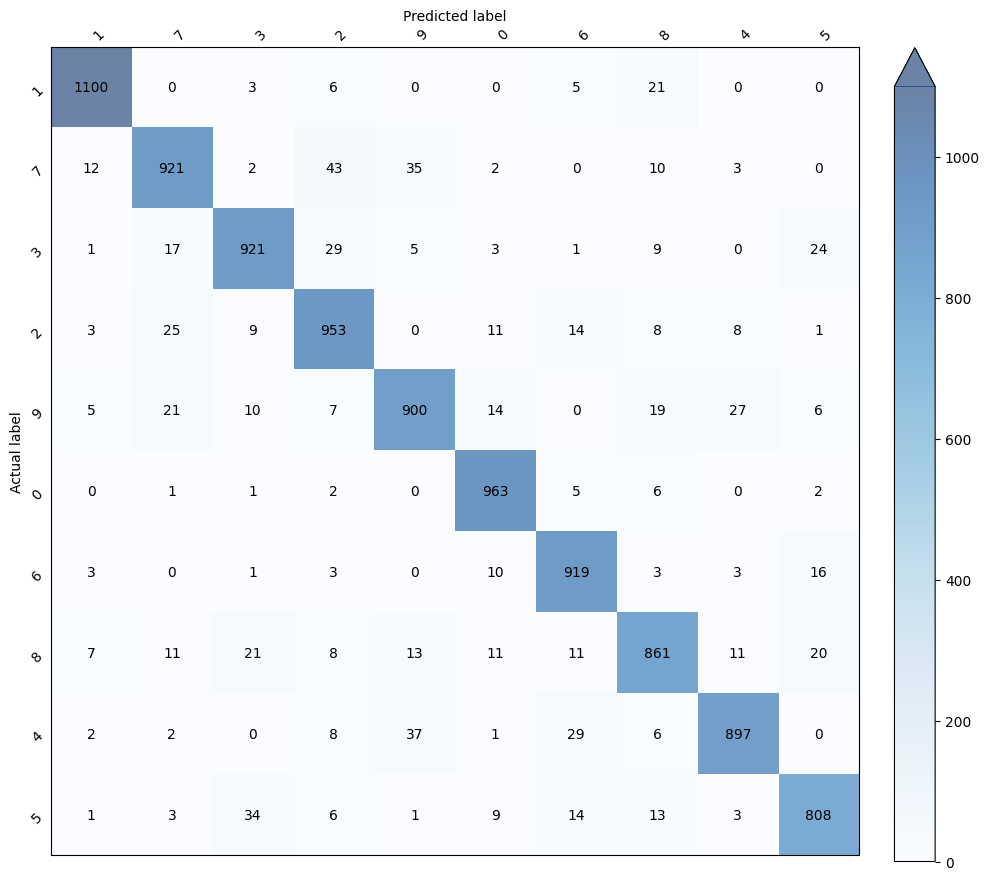 Predicted label
1 7 3 2 9 0 6 8 4 5
1 1100 0 3 6 0 0 5 21 0 0
7 12 921 2 43 35 2 0 10 3 0
3 1 17 921 29 5 3 1 9 0 24
2 3 25 9 953 0 11 14 8 8 1
9 5 21 10 7 900 14 0 19 27 6
0 0 1 1 2 0 963 5 6 0 2
6 3 0 1 3 0 10 919 3 3 16
8 7 11 21 8 13 11 11 861 11 20
4 2 2 0 8 37 1 29 6 897 0
5 1 3 34 6 1 9 14 13 3 808
Actual label
1000
800
600
400
200
0